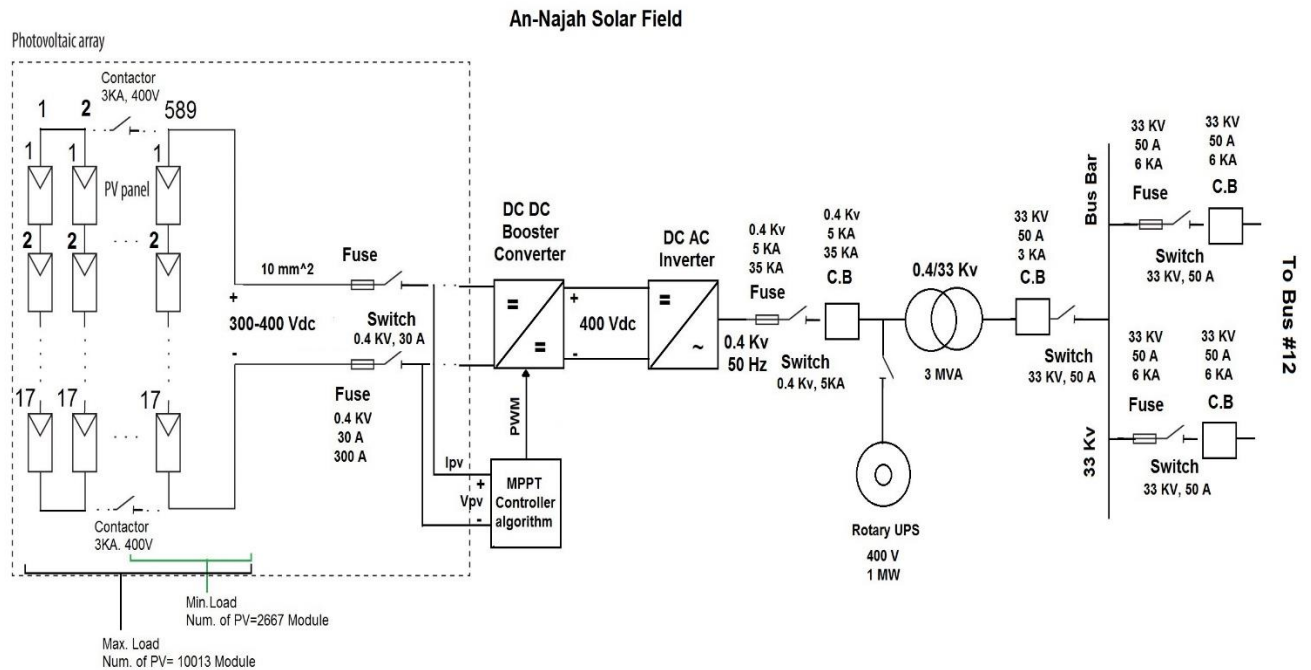 An-Najah Solar Field
Photovoltaic array
Contactor
3KA, 400V
1 2 589
1 1 1
PV panel
2 2 2
17 17 17
Contactor
3KA. 400V
Min.Load
Num. of PV=2667 Module
Max. Load
Num. of PV= 10013 Module
10 mm^2
+
300-400 Vdc
-
Fuse
Switch
0.4 KV, 30 A
Fuse
0.4 KV
30 A
300 A
DC DC
Booster
Converter
=
=
PWM
Ipv
+
Vpv
-
MPPT
Controller
algorithm
+
400 Vdc
-
DC AC
Inverter
=
~
0.4 Kv
5 KA
35 KA
Fuse
0.4 Kv
50 Hz
Switch
0.4 Kv, 5KA
0.4 Kv
5 KA
35 KA
C.B
Rotary UPS
400 V
1 MW
0.4/33 Kv
3 MVA
33 KV
50 A
3 KA
C.B
Switch
33 KV, 50 A
Bus Bar
33 Kv
33 KV
50 A
6 KA
Fuse
33 KV
50 A
6 KA
C.B
Switch
33 KV, 50 A
33 KV
50 A
6 KA
Fuse
33 KV
50 A
6 KA
C.B
Switch
33 KV, 50 A
To Bus #12